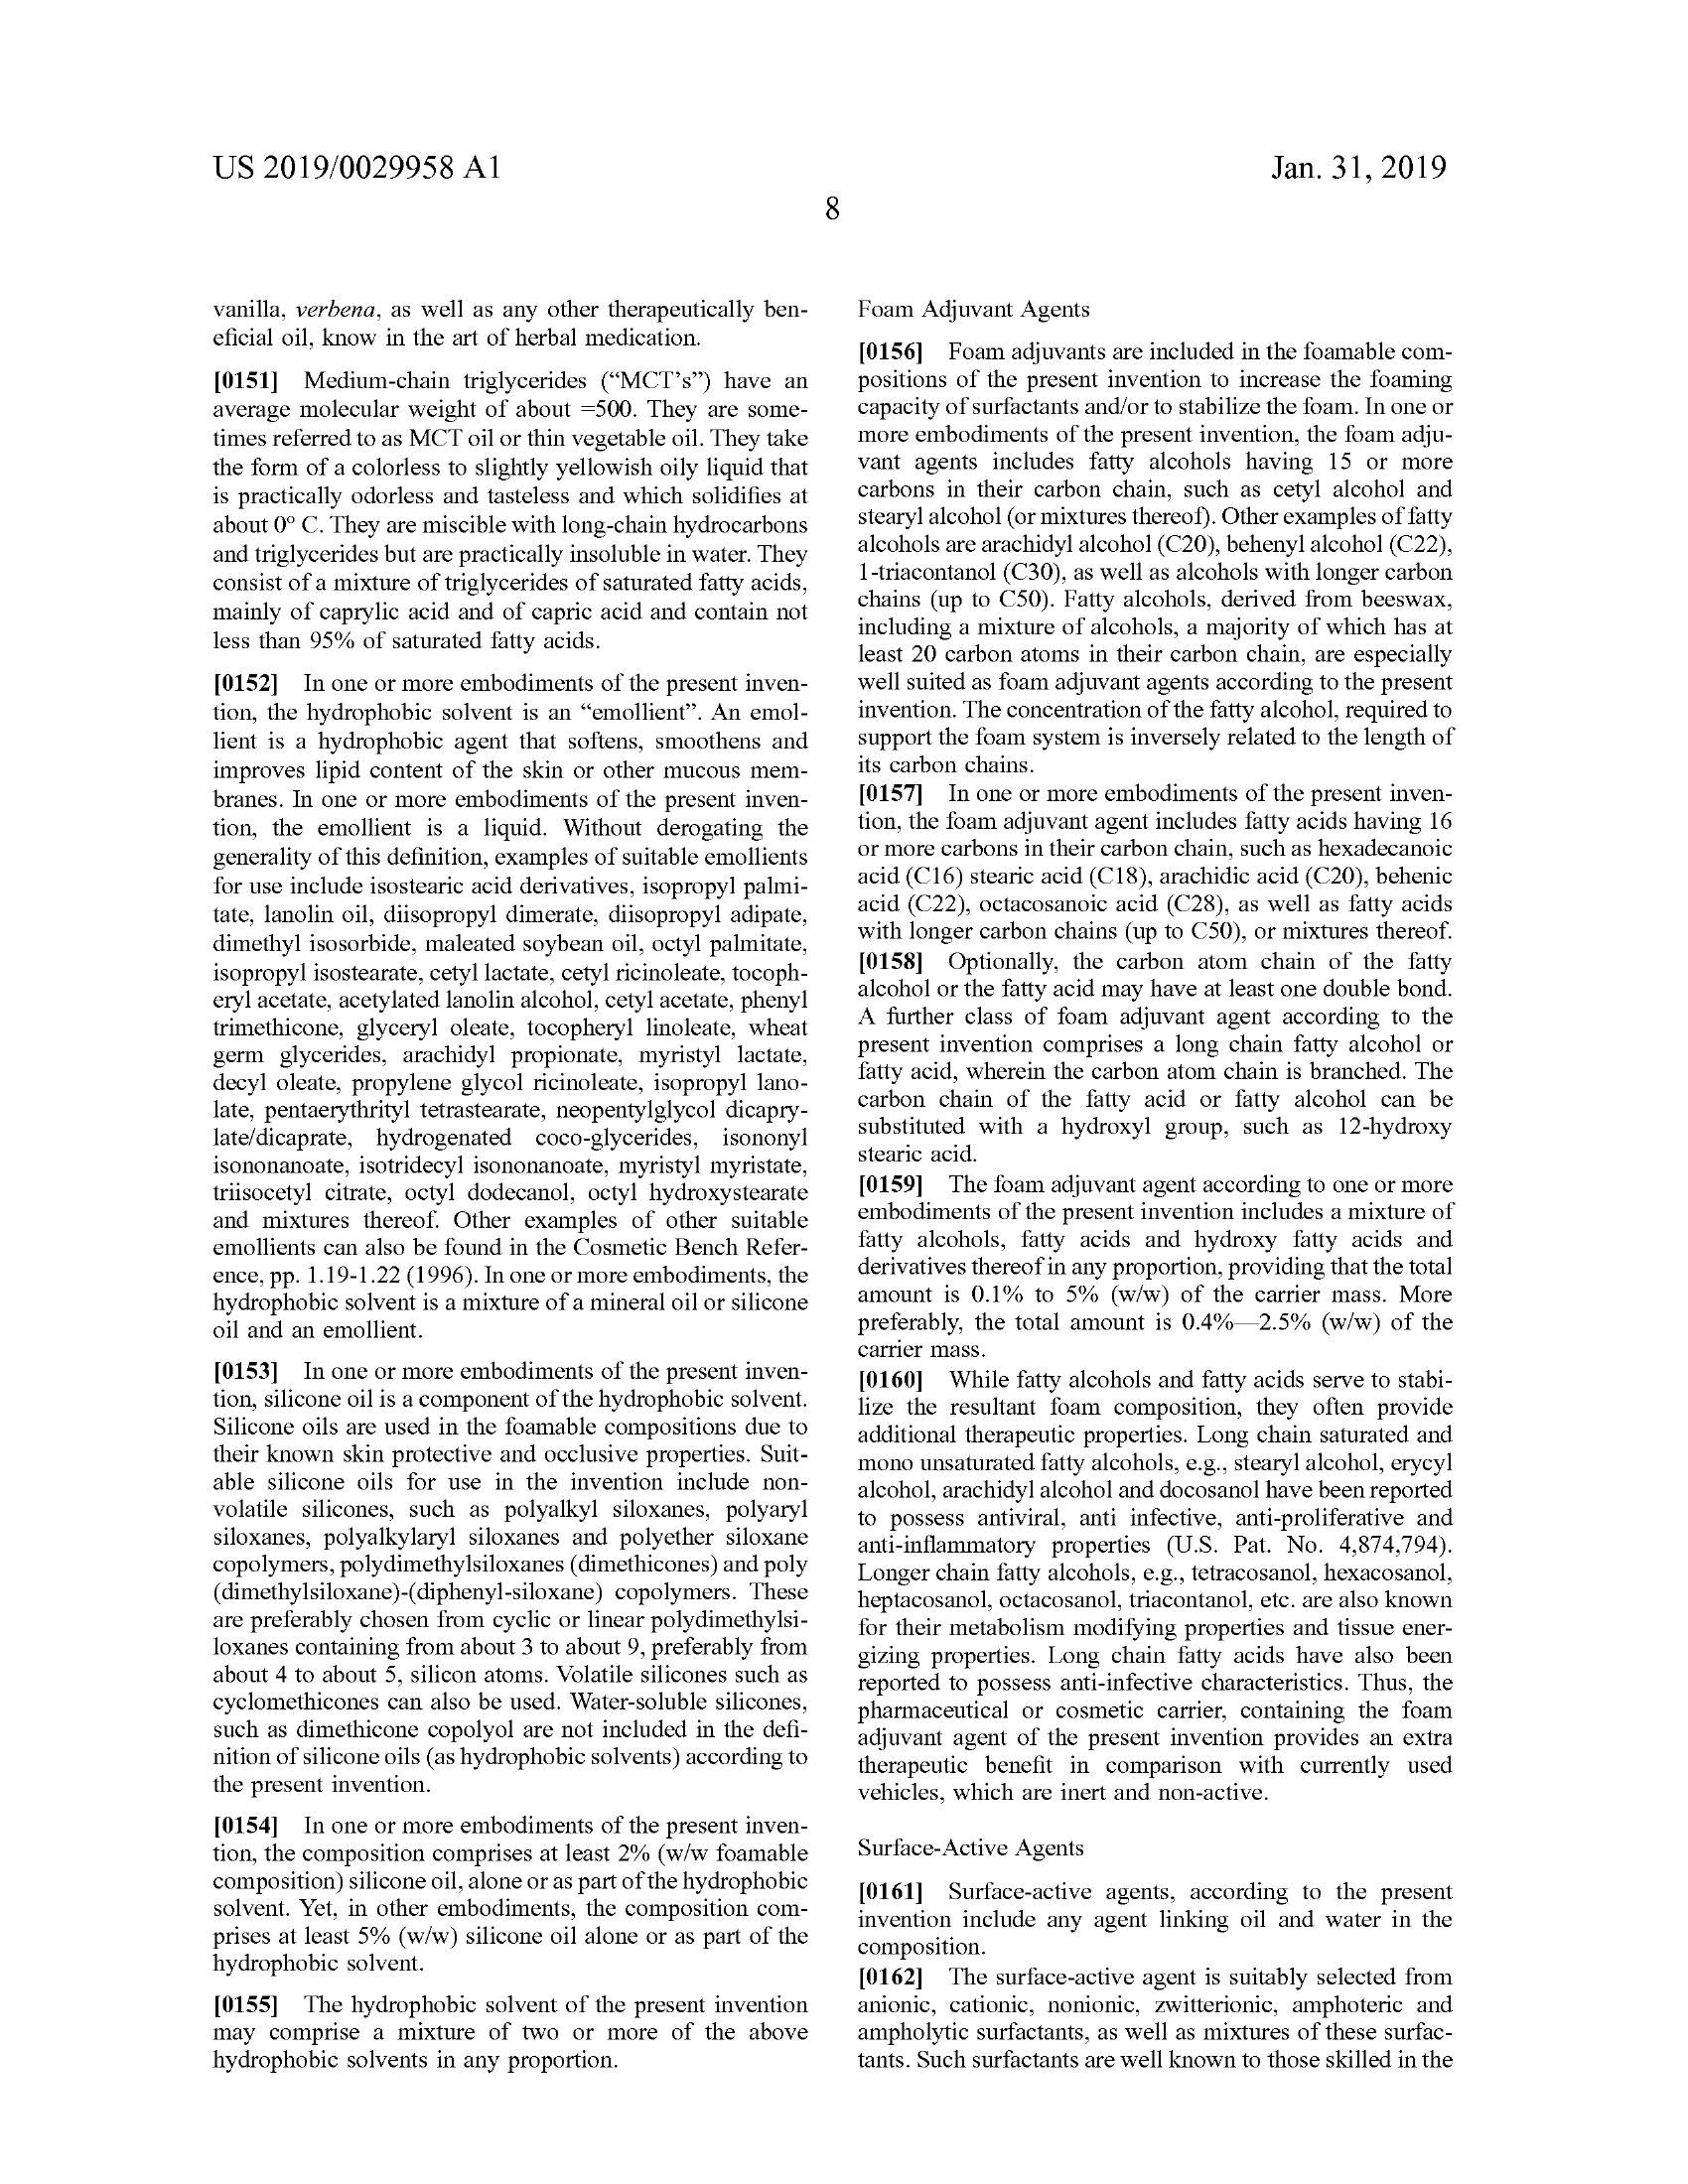 US 2019/0029958 A1
Jan. 31, 2019
8
vanilla, verbena, as well as any other therapeutically ben-
eficial oil, know in the art of herbal medication.
[0151] Medium-chain triglycerides (“MCT’s”) have an
average molecular weight of about =500. They are some-
times referred to as MCT oil or thin vegetable oil. They take
the form of a colorless to slightly yellowish oily liquid that
is practically odorless and tasteless and which solidifies at
about 0° C. They are miscible with long-chain hydrocarbons
and triglycerides but are practically insoluble in water. They
consist of a mixture of triglycerides of saturated fatty acids,
mainly of caprylic acid and of capric acid and contain not
less than 95% of saturated fatty acids.
[0152] In one or more embodiments of the present inven-
tion, the hydrophobic solvent is an “emollient”. An emol-
lient is a hydrophobic agent that softens, smoothens and
improves lipid content of the skin or other mucous mem-
branes. In one or more embodiments of the present inven-
tion, the emollient is a liquid. Without derogating the
generality of this definition, examples of suitable emollients
for use include isostearic acid derivatives, isopropyl palmi-
tate, lanolin oil, diisopropyl dimerate, diisopropyl adipate,
dimethyl isosorbide, maleated soybean oil, octyl palmitate,
isopropyl isostearate, cetyl lactate, cetyl ricinoleate, tocoph-
eryl acetate, acetylated lanolin alcohol, cetyl acetate, phenyl
trimethicone, glyceryl oleate, tocopheryl linoleate, wheat
germ glycerides, arachidyl propionate, myristyl lactate,
decyl oleate, propylene glycol ricinoleate, isopropyl lano-
late, pentaerythrityl tetrastearate, neopentylglycol dicapry-
late/dicaprate, hydrogenated coco-glycerides, isononyl
isononanoate, isotridecyl isononanoate, myristyl myristate,
triisocetyl citrate, octyl dodecanol, octyl hydroxystearate
and mixtures thereof. Other examples of other suitable
emollients can also be found in the Cosmetic Bench Refer-
ence, pp. 1.19-1.22 (1996). In one or more embodiments, the
hydrophobic solvent is a mixture of a mineral oil or silicone
oil and an emollient.
[0153] In one or more embodiments of the present inven-
tion, silicone oil is a component of the hydrophobic solvent.
Silicone oils are used in the foamable compositions due to
their known skin protective and occlusive properties. Suit-
able silicone oils for use in the invention include non-
volatile silicones, such as polyalkyl siloxanes, polyaryl
siloxanes, polyalkylaryl siloxanes and polyether siloxane
copolymers, polydimethylsiloxanes (dimethicones) and poly
(dimethylsiloxane)-(diphenyl-siloxane) copolymers. These
are preferably chosen from cyclic or linear polydimethylsi-
loxanes containing from about 3 to about 9, preferably from
about 4 to about 5, silicon atoms. Volatile silicones such as
cyclomethicones can also be used. Water-soluble silicones,
such as dimethicone copolyol are not included in the defi-
nition of silicone oils (as hydrophobic solvents) according to
the present invention.
[0154] In one or more embodiments of the present inven-
tion, the composition comprises at least 2% (w/w foamable
composition) silicone oil, alone or as part of the hydrophobic
solvent. Yet, in other embodiments, the composition com-
prises at least 5% (w/w) silicone oil alone or as part of the
hydrophobic solvent.
[0155] The hydrophobic solvent of the present invention
may comprise a mixture of two or more of the above
hydrophobic solvents in any proportion.
Foam Adjuvant Agents
[0156] Foam adjuvants are included in the foamable com-
positions of the present invention to increase the foaming
capacity of surfactants and/or to stabilize the foam. In one or
more embodiments of the present invention, the foam adju-
vant agents includes fatty alcohols having 15 or more
carbons in their carbon chain, such as cetyl alcohol and
stearyl alcohol (or mixtures thereof). Other examples of fatty
alcohols are arachidyl alcohol (C20), behenyl alcohol (C22),
1-triacontanol (C30), as well as alcohols with longer carbon
chains (up to C50). Fatty alcohols, derived from beeswax,
including a mixture of alcohols, a majority of which has at
least 20 carbon atoms in their carbon chain, are especially
well suited as foam adjuvant agents according to the present
invention. The concentration of the fatty alcohol, required to
support the foam system is inversely related to the length of
its carbon chains.
[0157] In one or more embodiments of the present inven-
tion, the foam adjuvant agent includes fatty acids having 16
or more carbons in their carbon chain, such as hexadecanoic
acid (C16) stearic acid (C18), arachidic acid (C20), behenic
acid (C22), octacosanoic acid (C28), as well as fatty acids
with longer carbon chains (up to C50), or mixtures thereof.
[0158] Optionally, the carbon atom chain of the fatty
alcohol or the fatty acid may have at least one double bond.
A further class of foam adjuvant agent according to the
present invention comprises a long chain fatty alcohol or
fatty acid, wherein the carbon atom chain is branched. The
carbon chain of the fatty acid or fatty alcohol can be
substituted with a hydroxyl group, such as 12-hydroxy
stearic acid.
[0159] The foam adjuvant agent according to one or more
embodiments of the present invention includes a mixture of
fatty alcohols, fatty acids and hydroxy fatty acids and
derivatives thereof in any proportion, providing that the total
amount is 0.1% to 5% (w/w) of the carrier mass. More
preferably, the total amount is 0.4%—2.5% (w/w) of the
carrier mass.
[0160] While fatty alcohols and fatty acids serve to stabi-
lize the resultant foam composition, they often provide
additional therapeutic properties. Long chain saturated and
mono unsaturated fatty alcohols, e.g., stearyl alcohol, erycyl
alcohol, arachidyl alcohol and docosanol have been reported
to possess antiviral, anti infective, anti-proliferative and
anti-inflammatory properties (U.S. Pat. No. 4,874,794).
Longer chain fatty alcohols, e.g., tetracosanol, hexacosanol,
heptacosanol, octacosanol, triacontanol, etc. are also known
for their metabolism modifying properties and tissue ener-
gizing properties. Long chain fatty acids have also been
reported to possess anti-infective characteristics. Thus, the
pharmaceutical or cosmetic carrier, containing the foam
adjuvant agent of the present invention provides an extra
therapeutic benefit in comparison with currently used
vehicles, which are inert and non-active.
Surface-Active Agents
[0161] Surface-active agents, according to the present
invention include any agent linking oil and water in the
composition.
[0162] The surface-active agent is suitably selected from
anionic, cationic, nonionic, zwitterionic, amphoteric and
ampholytic surfactants, as well as mixtures of these surfac-
tants. Such surfactants are well known to those skilled in the